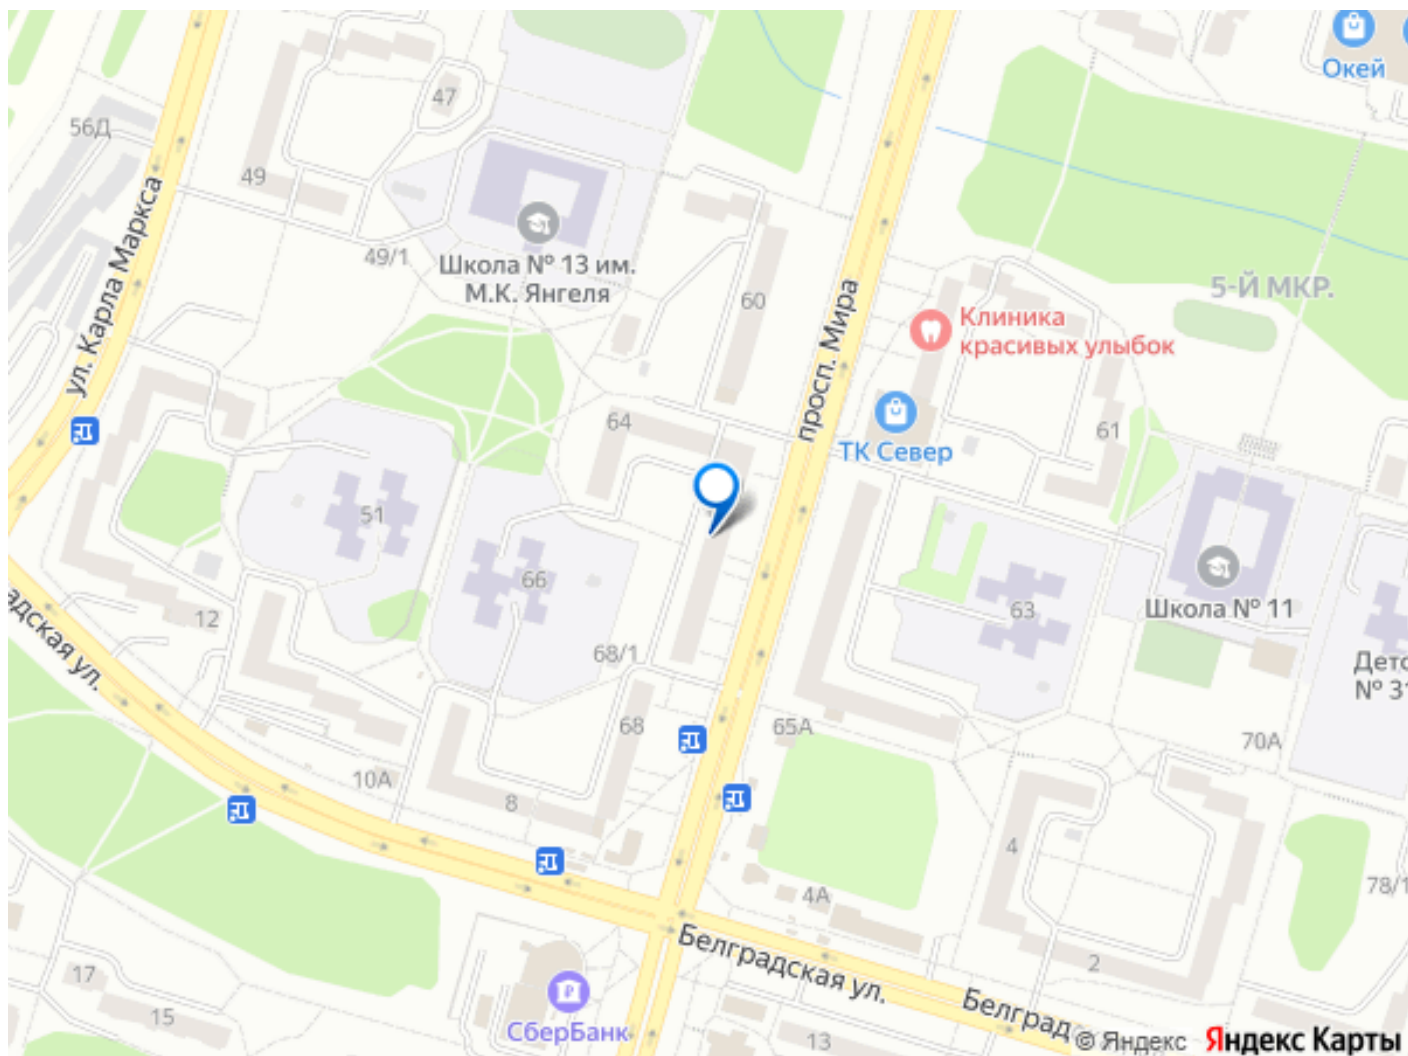 Окей
47
56Д
49
ул. Карла Маркса
49/1
Школа № 13 им.
М.К. Янгеля
60
просп. Мира
5-Й МКР.
Клиника
красивых улыбок
64
61
ТК Север
51
66
63
Школа № 11
12
адская ул.
68/1
Детс
№ 31
68
65А
70А
10А
8
4
4А
78/1
Белградская ул.
2
17
15
СберБанк
13
Белград
© Яндекс
Яндекс Карты